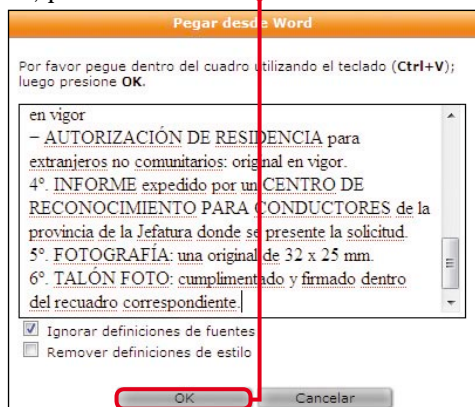 Pegar desde Word
Por favor pegue dentro del cuadro utilizando el teclado (Ctrl+V);
luego presione OK.
en vigor
− AUTORIZACIÓN DE RESIDENCIA para
extranjeros no comunitarios: original en vigor.
4º. INFORME expedido por un CENTRO DE
RECONOCIMIENTO PARA CONDUCTORES de la
provincia de la Jefatura donde se presente la solicitud.
5º. FOTOGRAFÍA: una original de 32 x 25 mm.
6º. TALÓN FOTO: cumplimentado y firmado dentro
del recuadro correspondiente.
Ignorar definiciones de fuentes
Remover definiciones de estilo
OK Cancelar